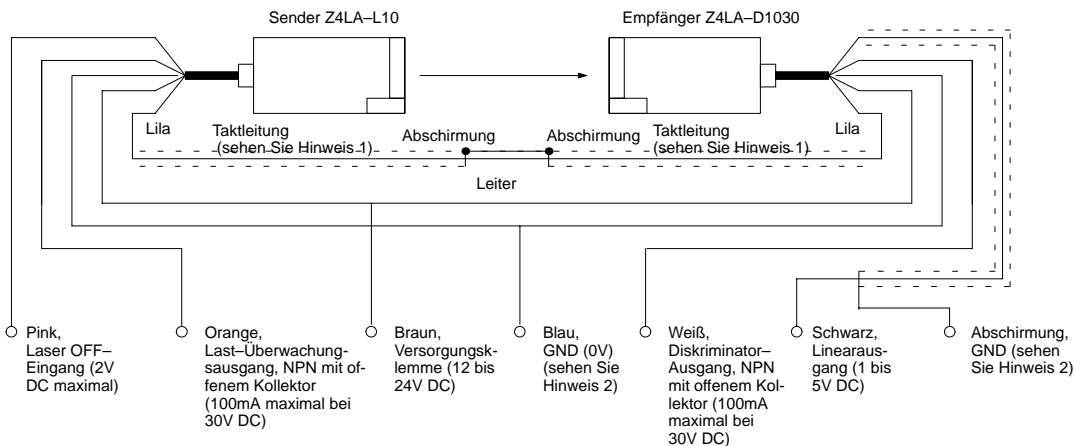 Sender Z4LA–L10
Empfänger Z4LA–D1030
Lila
Taktleitung
(sehen Sie Hinweis 1)
Abschirmung
Abschirmung
Taktleitung
(sehen Sie Hinweis 1)
Lila
Leiter
Pink,
Laser OFF–
Eingang (2V
DC maximal)
Orange,
Last–Überwachung-
sausgang, NPN mit of-
fenem Kollektor
(100mA maximal bei
30V DC)
Braun,
Versorgungsk-
lemme (12 bis
24V DC)
Blau,
GND (0V)
(sehen Sie
Hinweis 2)
Weiß,
Diskriminator–
Ausgang, NPN
mit offenem Kol-
lektor (100mA
maximal bei
30V DC)
Schwarz,
Linearaus-
gang (1 bis
5V DC)
Abschirmung,
GND (sehen
Sie Hinweis 2)